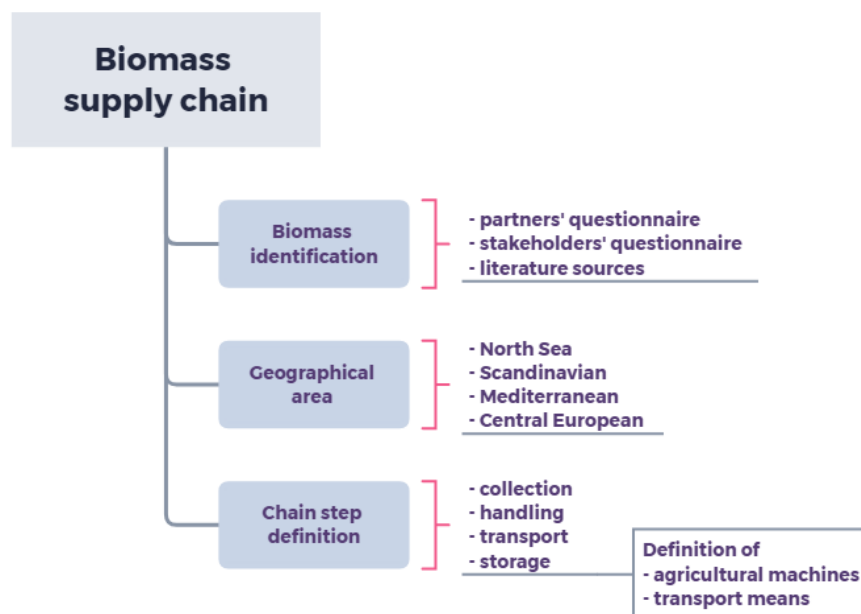 Biomass
supply chain
Biomass
identification
- partners' questionnaire
- stakeholders' questionnaire
- literature sources
Geographical
area
- North Sea
- Scandinavian
- Mediterranean
- Central European
Chain step
definition
- collection
- handling
- transport
- storage
Definition of
- agricultural machines
- transport means